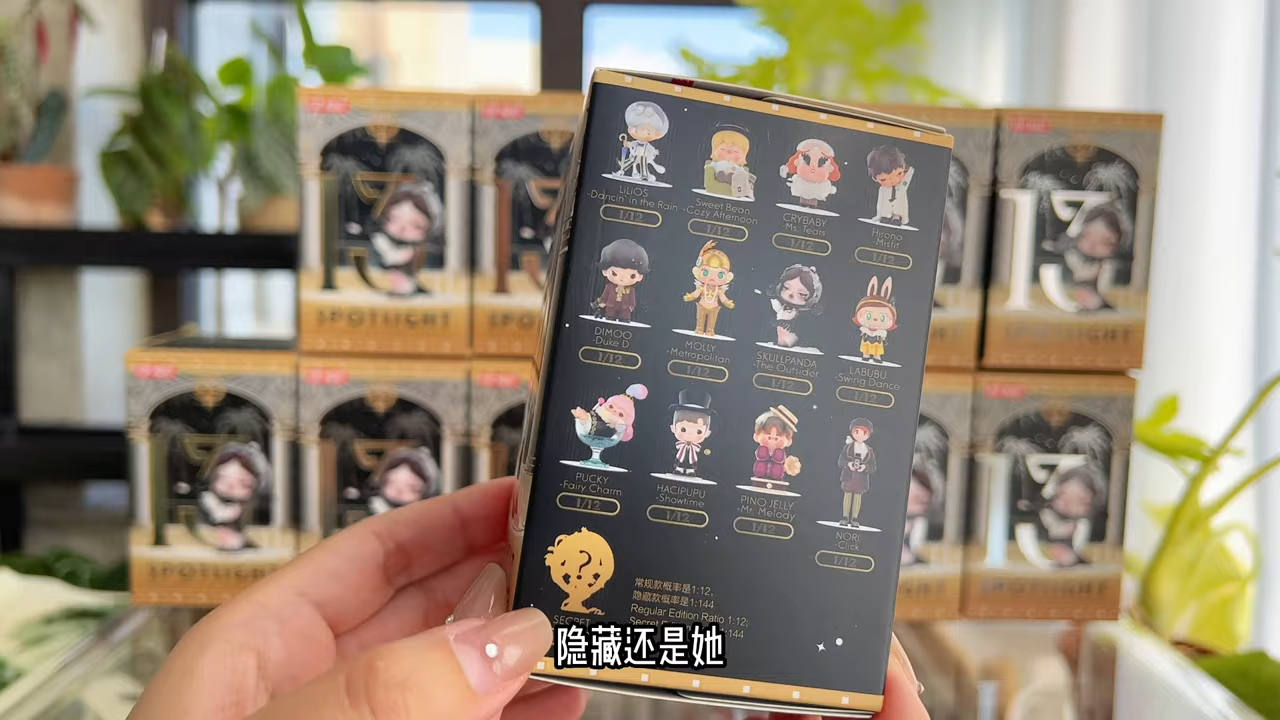 LiLiOS
-Dancin' in the Rain
1/12
Sweet Bean
-Cozy Afternoon
1/12
CRYBABY
-Ms. Tears
1/12
Hirono
-Misfit
1/12
DIMOO
-Duke D
1/12
MOLLY
-Metropolitan
1/12
SKULLPANDA
-The Outsider
1/12
LABUBU
-Swing Dance
1/12
PUCKY
-Fairy Charm
1/12
HACIPUPU
-Showtime
1/12
PINO JELLY
-Mr. Melody
1/12
NORI
-Click
1/12
?
SECRET
常规款概率是1:12,
隐藏款概率是1:144
Regular Edition Ratio 1:12;
:144
隐藏还是她
13
SPOTLIGHT
SPOTLIGHT